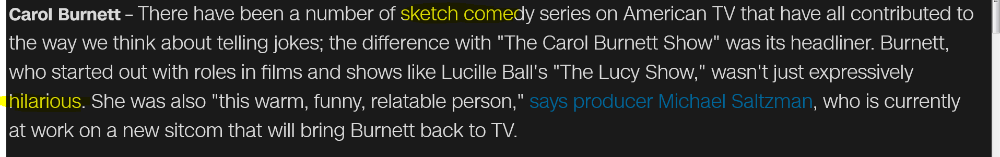 Carol Burnett – There have been a number of sketch comedy series on American TV that have all contributed to
the way we think about telling jokes; the difference with "The Carol Burnett Show" was its headliner. Burnett,
who started out with roles in films and shows like Lucille Ball's "The Lucy Show," wasn't just expressively
hilarious. She was also "this warm, funny, relatable person," says producer Michael Saltzman, who is currently
at work on a new sitcom that will bring Burnett back to TV.